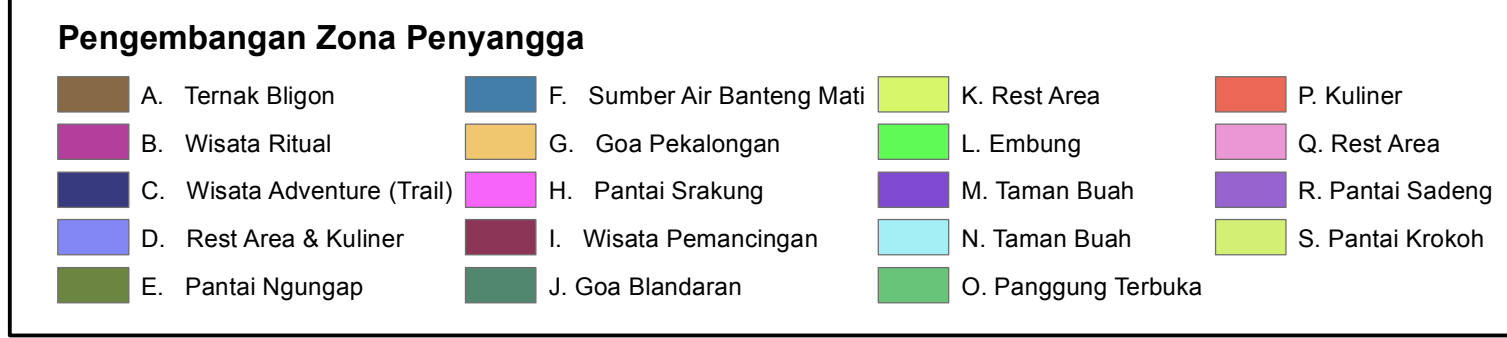 Pengembangan Zona Penyangga
A. Ternak Bligon
B. Wisata Ritual
C. Wisata Adventure (Trail)
D. Rest Area & Kuliner
E. Pantai Ngungap
F. Sumber Air Banteng Mati
G. Goa Pekalongan
H. Pantai Srakung
I. Wisata Pemancingan
J. Goa Blandaran
K. Rest Area
L. Embung
M. Taman Buah
N. Taman Buah
O. Panggung Terbuka
P. Kuliner
Q. Rest Area
R. Pantai Sadeng
S. Pantai Krokoh